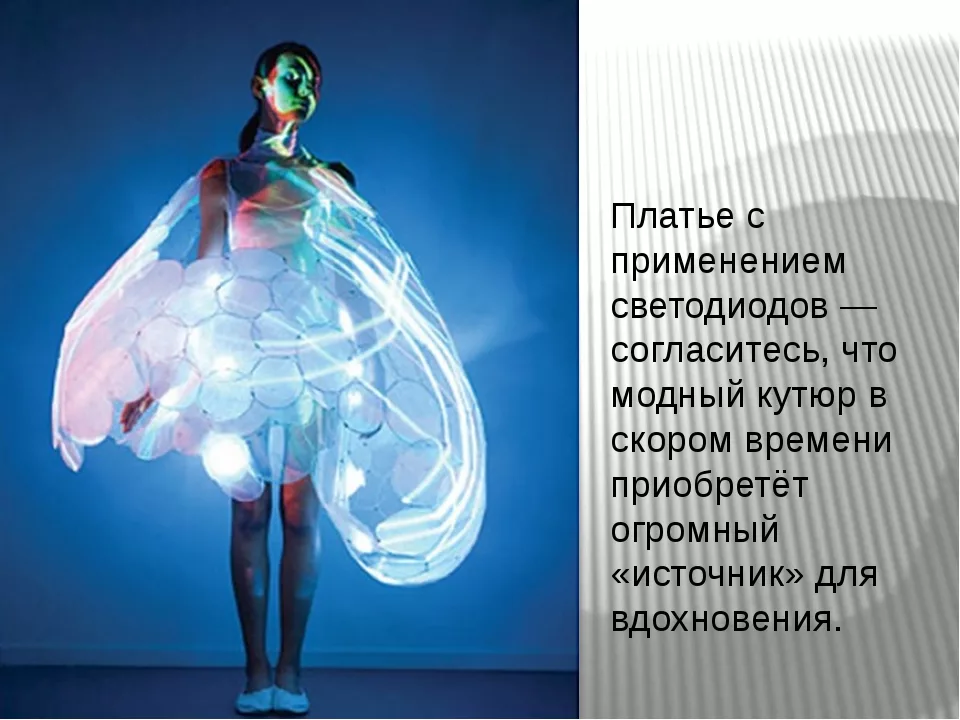 Платье с
применением
светодиодов —
согласитесь, что
модный кутюр в
скором времени
приобретёт
огромный
«источник» для
вдохновения.